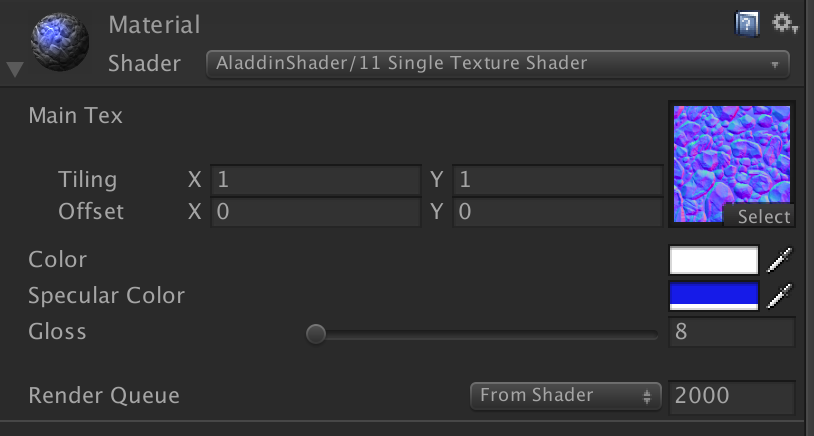 Material
Shader AladdinShader/11 Single Texture Shader
Main Tex
Tiling X 1 Y 1
Offset X 0 Y 0
Select
Color
Specular Color
Gloss 8
Render Queue From Shader 2000